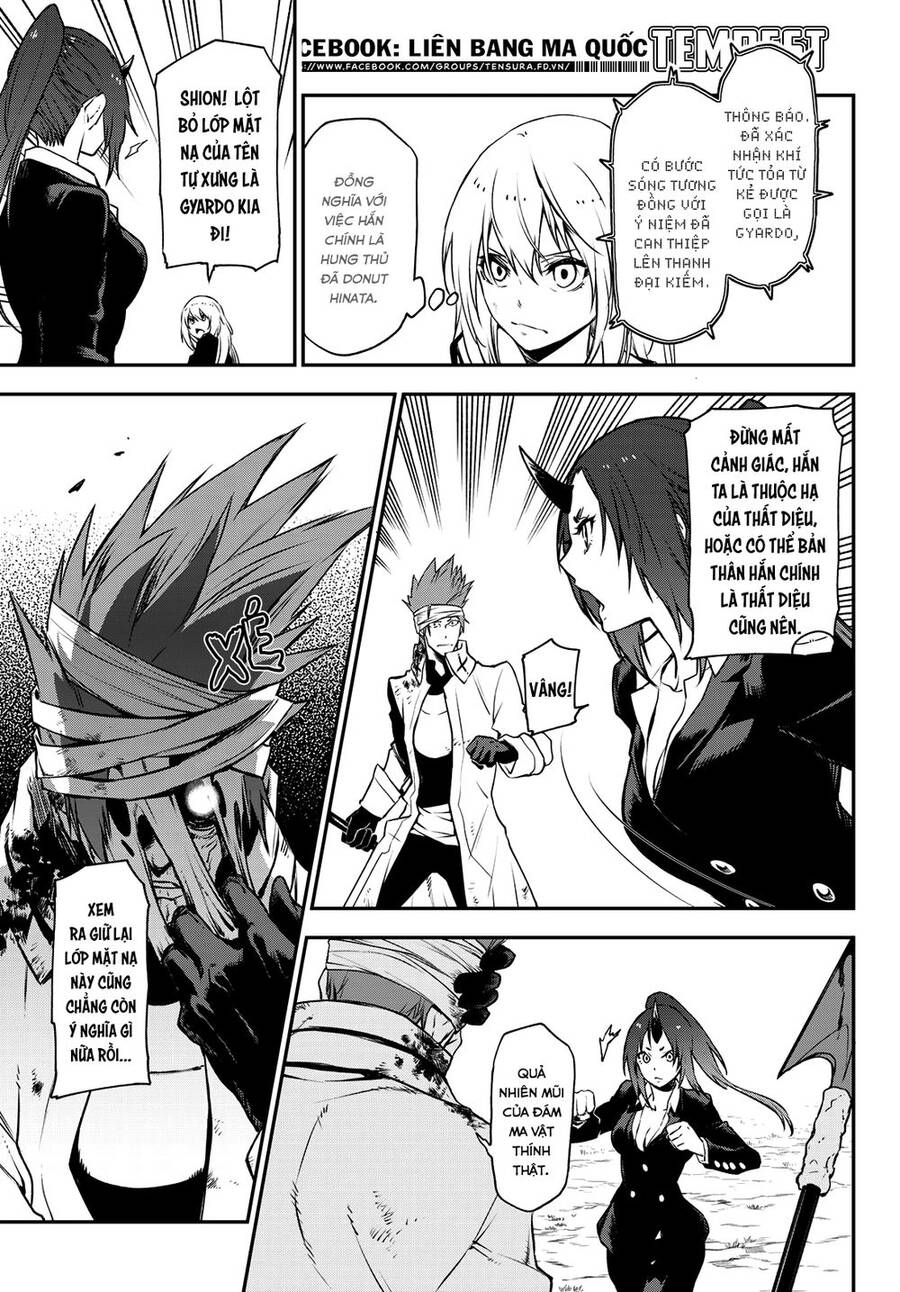 CEBOOK: LIÊN BANG MA QUỐC TEMPEST
://WWW.FACEBOOK.COM/GROUPS/TENSURA.FD.VN/
THÔNG BÁO.
ĐÃ XÁC
NHẬN KHÍ
TỨC TỎA TỪ
KẺ ĐƯỢC
GỌI LÀ
GYARDO,
CÓ BƯỚC
SÓNG TƯƠNG
ĐỒNG VỚI
Ý NIỆM ĐÃ
CAN THIỆP
LÊN THANH
ĐẠI KIẾM.
ĐỒNG
NGHĨA VỚI
VIỆC HẮN
CHÍNH LÀ
HUNG THỦ
ĐÃ DONUT
HINATA.
SHION! LỘT
BỎ LỚP MẶT
NẠ CỦA TÊN
TỰ XƯNG LÀ
GYARDO KIA
ĐI!
ĐỪNG MẤT
CẢNH GIÁC, HẮN
TA LÀ THUỘC HẠ
CỦA THẤT DIỆU,
HOẶC CÓ THỂ BẢN
THÂN HẮN CHÍNH
LÀ THẤT DIỆU
CŨNG NÊN.
VÂNG!
XÉ
XEM
RA GIỮ LẠI
LỚP MẶT NẠ
NÀY CŨNG
CHẲNG CÒN
Ý NGHĨA GÌ
NỮA RỒI...
QUẢ
NHIÊN MŨI
CỦA ĐÁM
MA VẬT
THÍNH
THẬT.